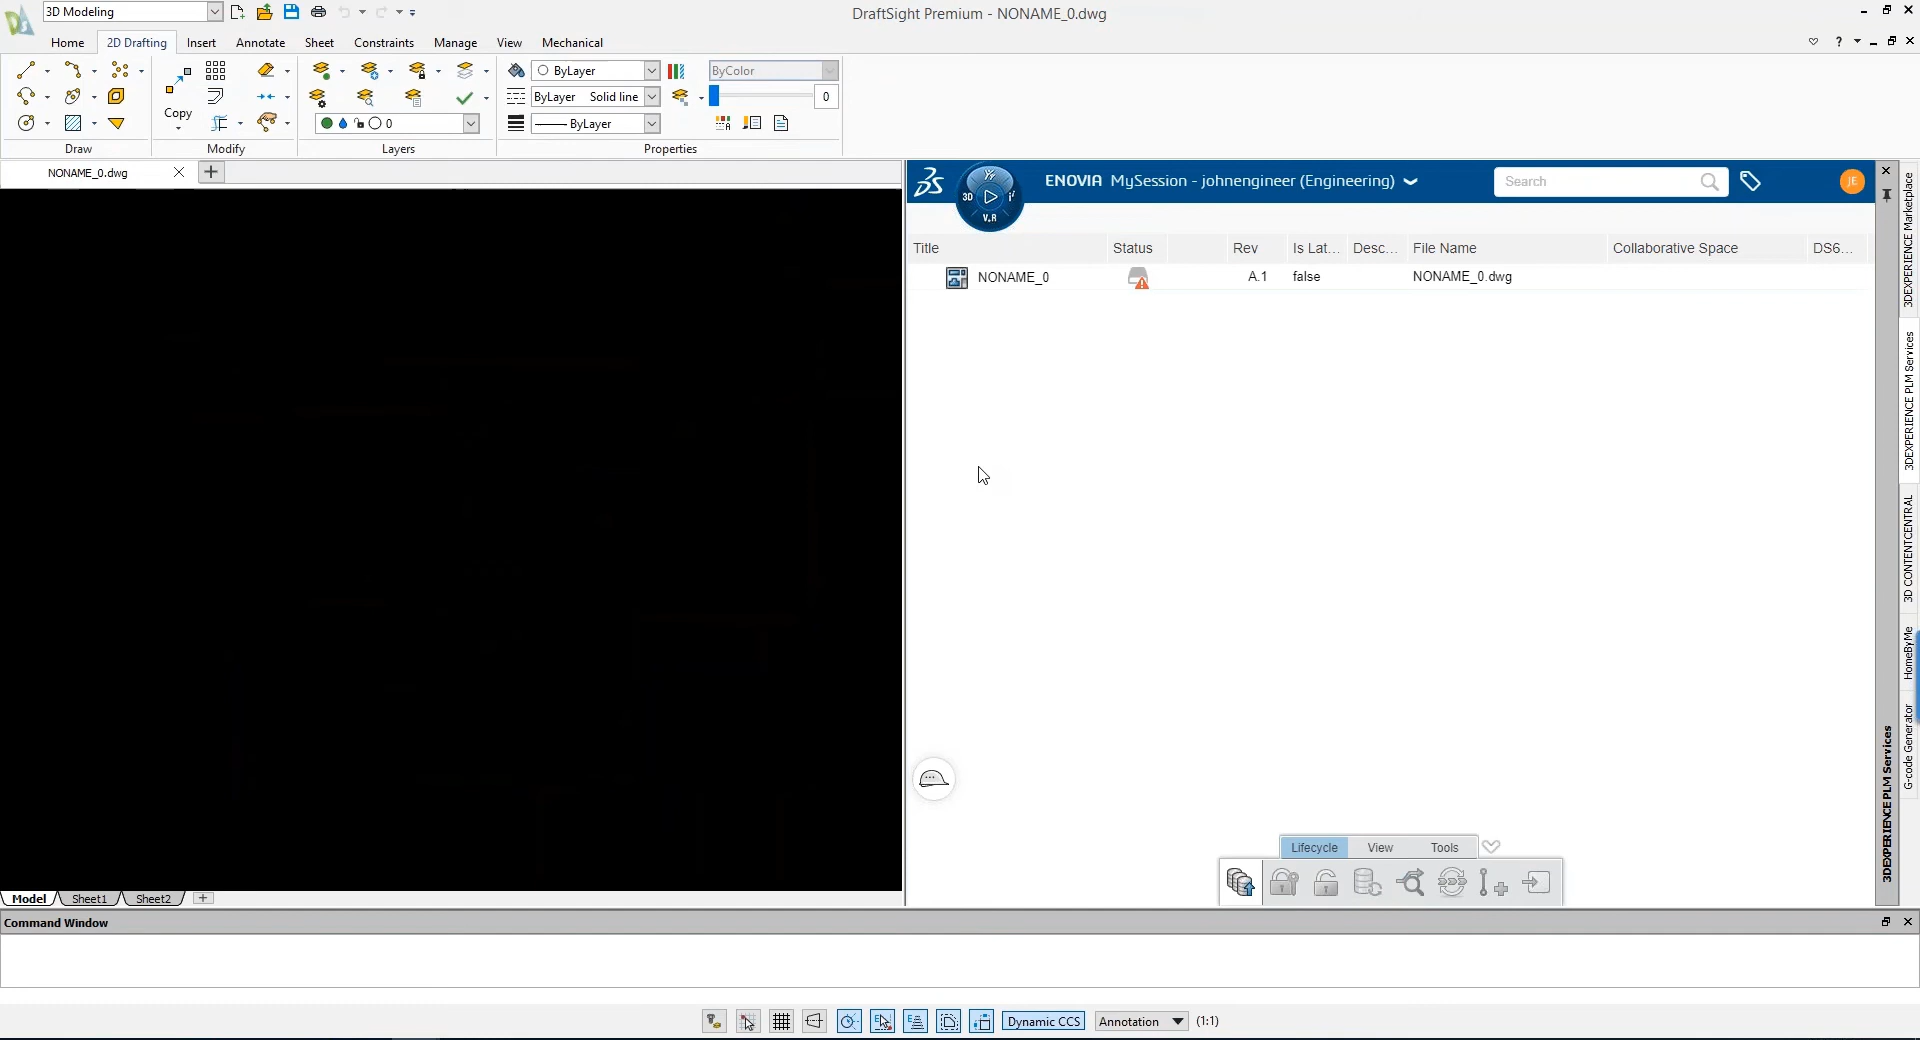 3D Modeling
DraftSight Premium - NONAME_0.dwg
Home 2D Drafting Insert Annotate Sheet Constraints Manage View Mechanical
?
ByLayer ByColor
ByLayer Solid line 0
Copy
0 ByLayer
Draw Modify Layers Properties
NONAME_0.dwg
ENOVIA MySession - johnengineer (Engineering)
Search
JE
3D
V.R
Title Status Rev Is Lat... Desc... File Name Collaborative Space DS6...
NONAME_0 A.1 false NONAME_0.dwg
3DEXPERIENCE Marketplace
3DEXPERIENCE PLM Services
3D CONTENTCENTRAL
HomeByMe
G-code Generator
3DEXPERIENCE PLM Services
Lifecycle View Tools
Model Sheet1 Sheet2
Command Window
Dynamic CCS Annotation (1:1)